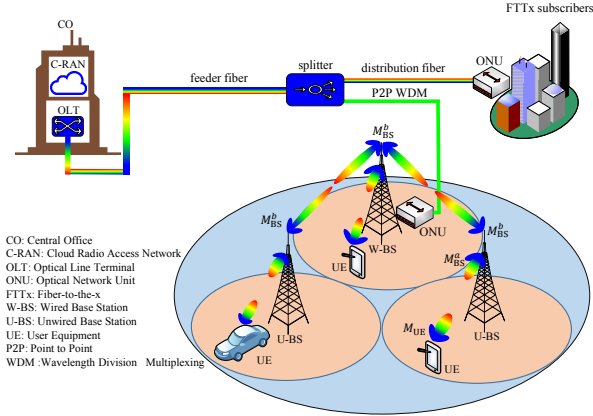 FTTx subscribers
CO
C-RAN
OLT
feeder fiber
splitter
distribution fiber
ONU
P2P WDM
M_BS^b
M_BS^b
M_BS^b
M_BS^a
ONU
W-BS
UE
U-BS
UE
M_UE
U-BS
UE
CO: Central Office
C-RAN: Cloud Radio Access Network
OLT: Optical Line Terminal
ONU: Optical Network Unit
FTTx: Fiber-to-the-x
W-BS: Wired Base Station
U-BS: Unwired Base Station
UE: User Equipment
P2P: Point to Point
WDM :Wavelength Division Multiplexing